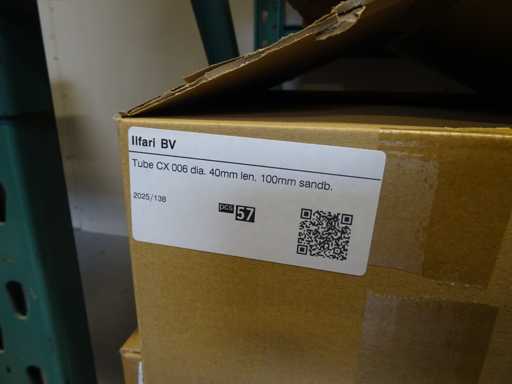 Ilfari BV
Tube CX 006 dia. 40mm len. 100mm sandb.
2025/138
pcs 57